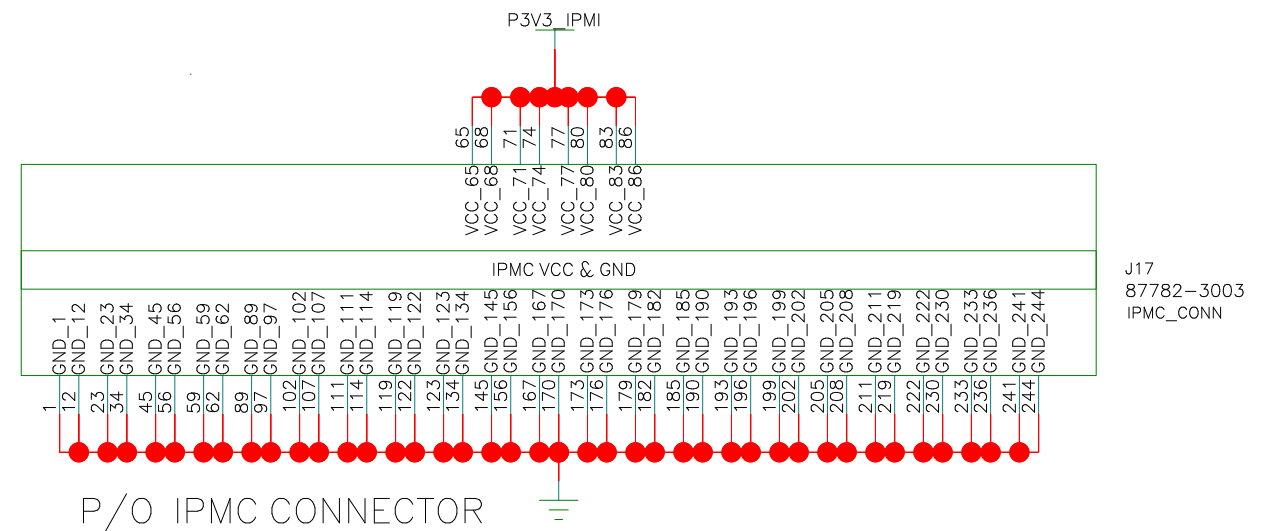 P3V3_IPMI
65 68 71 74 77 80 83 86
VCC_65 VCC_68 VCC_71 VCC_74 VCC_77 VCC_80 VCC_83 VCC_86
IPMC VCC & GND
J17
87782-3003
IPMC_CONN
GND_1 GND_12 GND_23 GND_34 GND_45 GND_56 GND_59 GND_62 GND_89 GND_97 GND_102 GND_107 GND_111 GND_114 GND_119 GND_122 GND_123 GND_134 GND_145 GND_156 GND_167 GND_170 GND_173 GND_176 GND_179 GND_182 GND_185 GND_190 GND_193 GND_196 GND_199 GND_202 GND_205 GND_208 GND_211 GND_219 GND_222 GND_230 GND_233 GND_236 GND_241 GND_244
1 12 23 34 45 56 59 62 89 97 102 107 111 114 119 122 123 134 145 156 167 170 173 176 179 182 185 190 193 196 199 202 205 208 211 219 222 230 233 236 241 244
P/O IPMC CONNECTOR